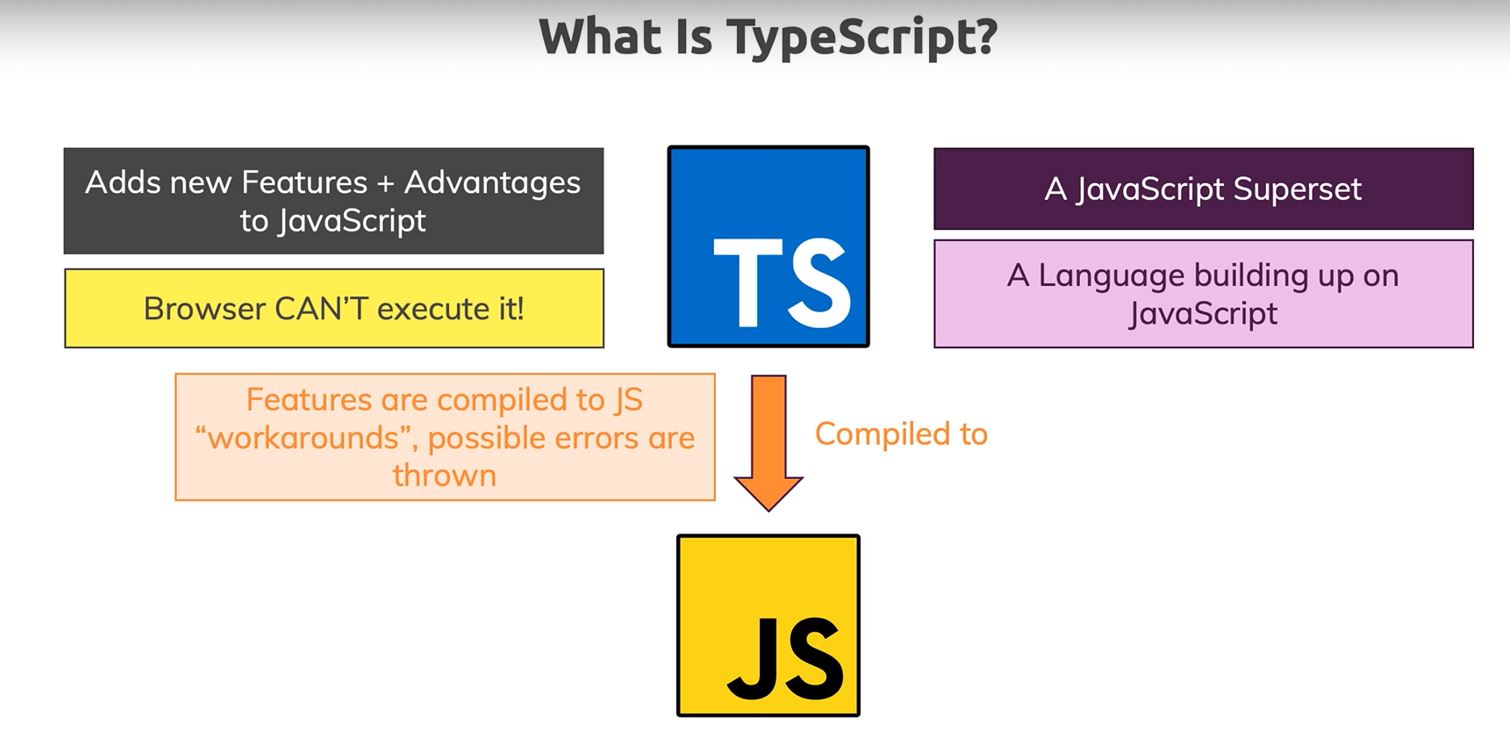 What Is TypeScript?
Adds new Features + Advantages
to JavaScript
Browser CAN’T execute it!
TS
A JavaScript Superset
A Language building up on
JavaScript
Features are compiled to JS
“workarounds”, possible errors are
thrown
Compiled to
JS